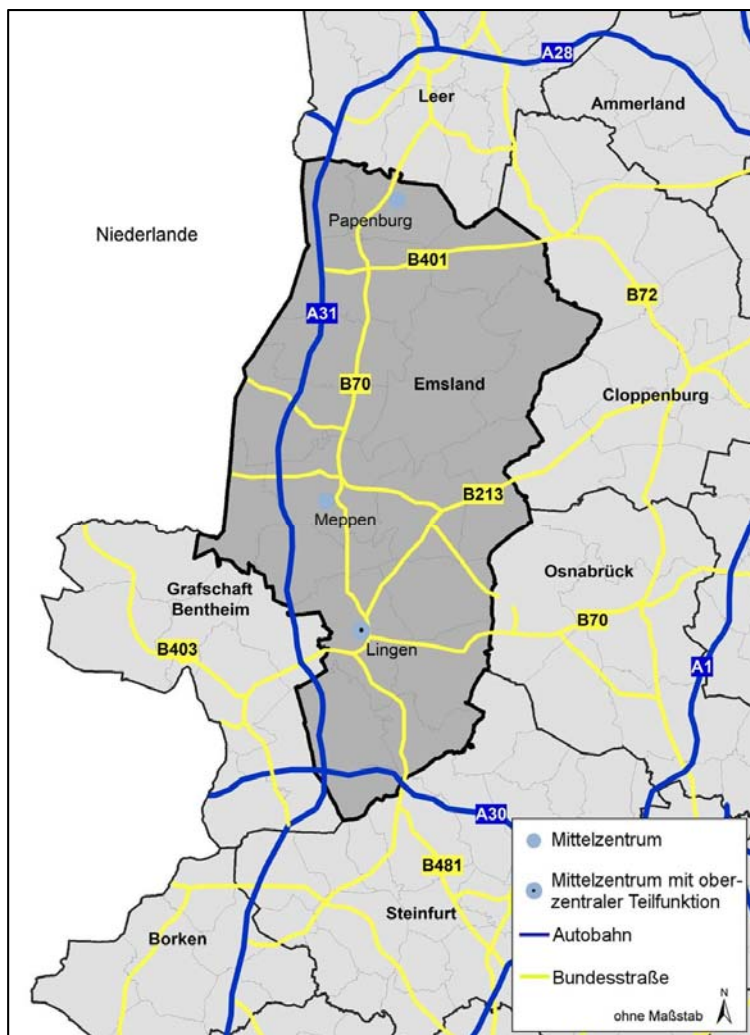 A28
Leer
Ammerland
Papenburg
Niederlande
B401
B72
A31
B70
Emsland
Cloppenburg
B213
Meppen
Grafschaft
Bentheim
Osnabrück
B70
Lingen
B403
A1
A30
B481
Steinfurt
Borken
Mittelzentrum
Mittelzentrum mit ober-
zentraler Teilfunktion
Autobahn
Bundesstraße
N
ohne Maßstab